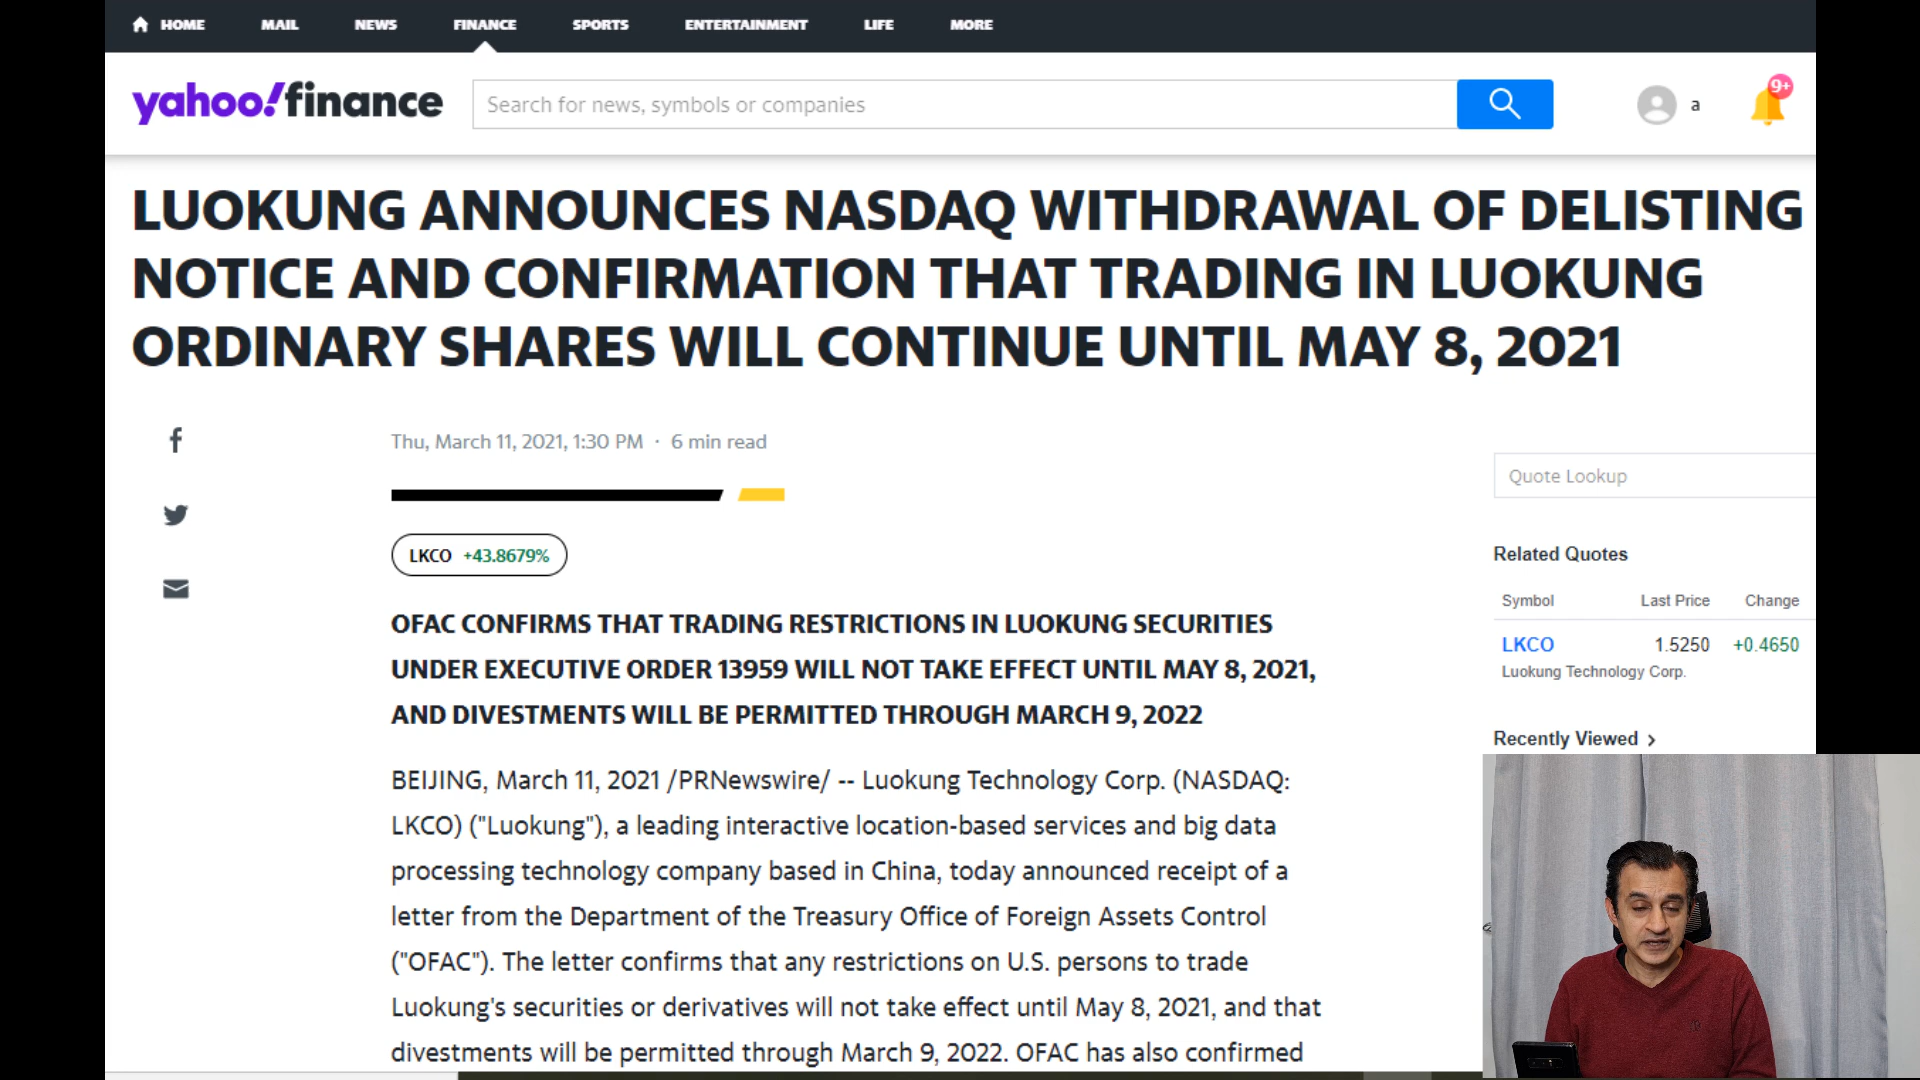 HOME MAIL NEWS FINANCE SPORTS ENTERTAINMENT LIFE MORE
yahoo!finance
Search for news, symbols or companies
a
9+
LUOKUNG ANNOUNCES NASDAQ WITHDRAWAL OF DELISTING
NOTICE AND CONFIRMATION THAT TRADING IN LUOKUNG
ORDINARY SHARES WILL CONTINUE UNTIL MAY 8, 2021
Thu, March 11, 2021, 1:30 PM · 6 min read
LKCO +43.8679%
OFAC CONFIRMS THAT TRADING RESTRICTIONS IN LUOKUNG SECURITIES
UNDER EXECUTIVE ORDER 13959 WILL NOT TAKE EFFECT UNTIL MAY 8, 2021,
AND DIVESTMENTS WILL BE PERMITTED THROUGH MARCH 9, 2022
BEIJING, March 11, 2021 /PRNewswire/ -- Luokung Technology Corp. (NASDAQ:
LKCO) ("Luokung"), a leading interactive location-based services and big data
processing technology company based in China, today announced receipt of a
letter from the Department of the Treasury Office of Foreign Assets Control
("OFAC"). The letter confirms that any restrictions on U.S. persons to trade
Luokung's securities or derivatives will not take effect until May 8, 2021, and that
divestments will be permitted through March 9, 2022. OFAC has also confirmed
Quote Lookup
Related Quotes
Symbol Last Price Change
LKCO 1.5250 +0.4650
Luokung Technology Corp.
Recently Viewed >